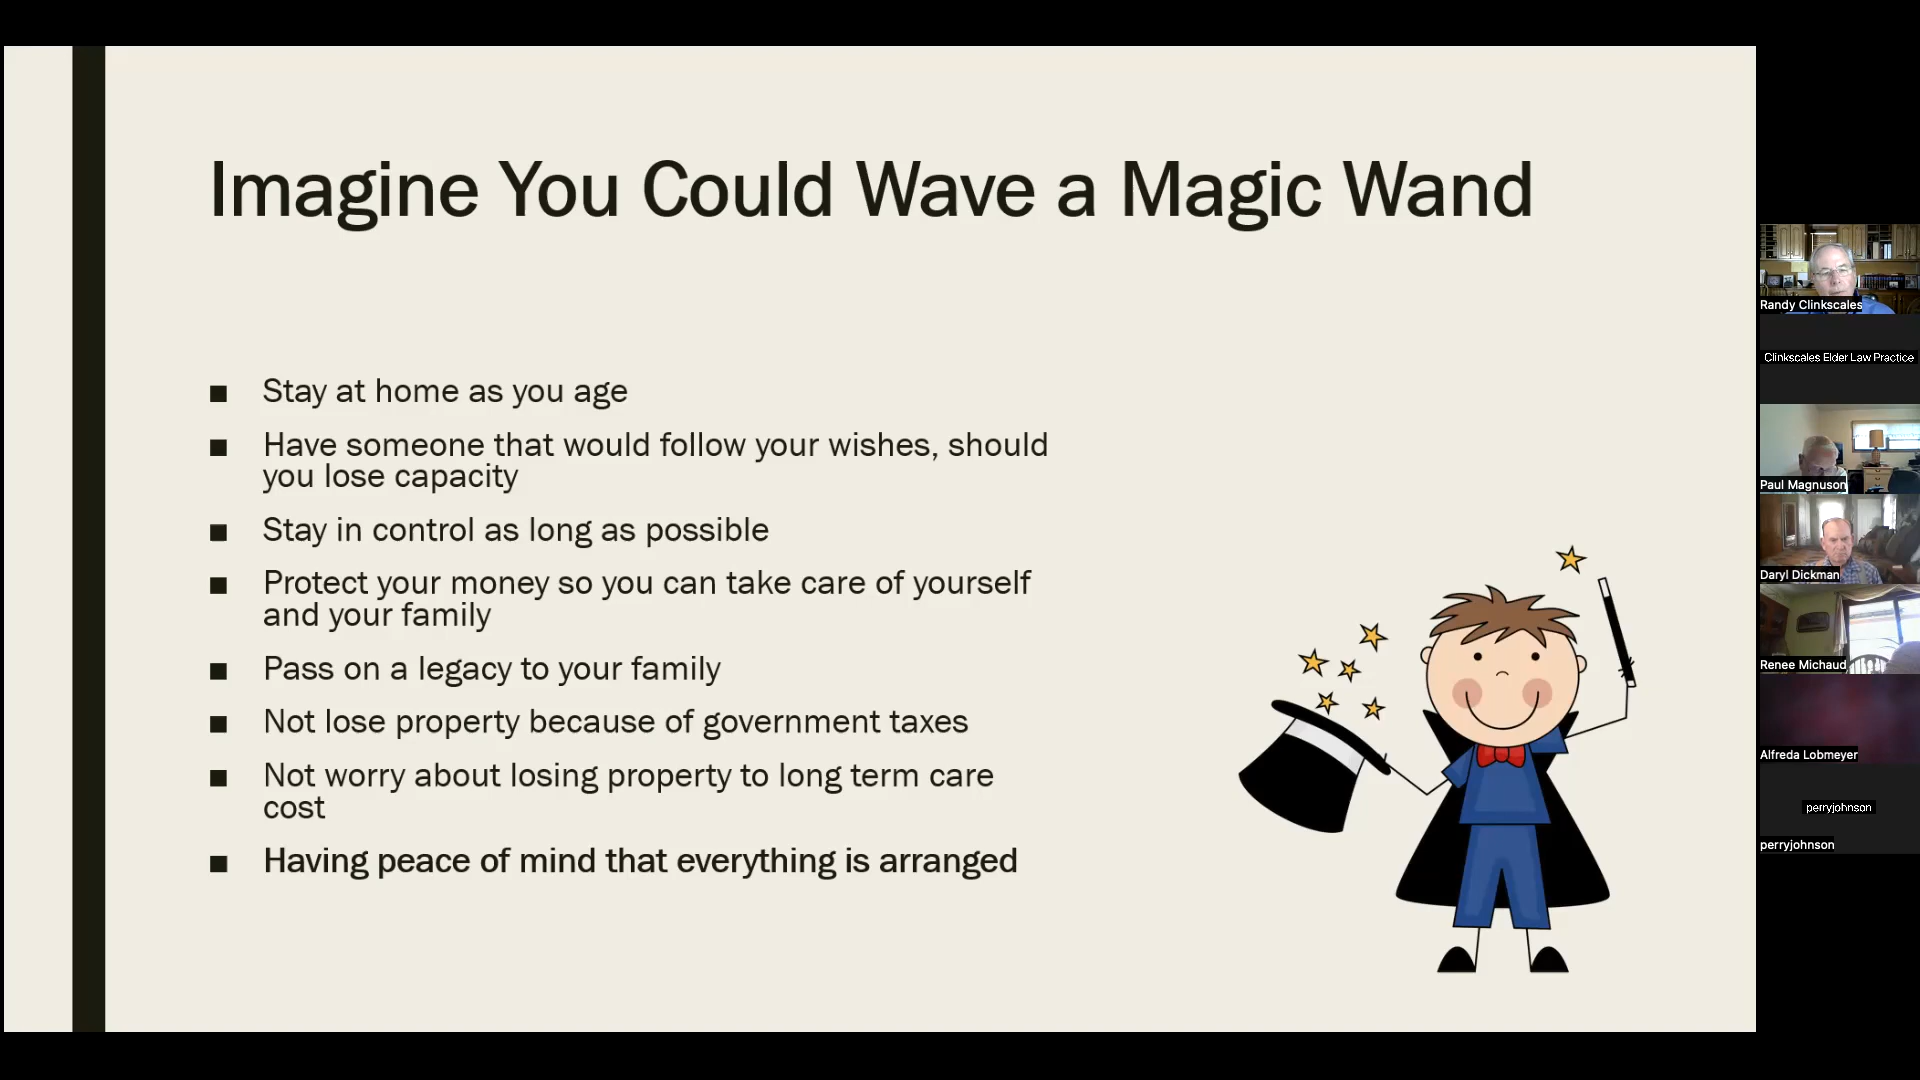 Imagine You Could Wave a Magic Wand
■ Stay at home as you age
■ Have someone that would follow your wishes, should
you lose capacity
■ Stay in control as long as possible
■ Protect your money so you can take care of yourself
and your family
■ Pass on a legacy to your family
■ Not lose property because of government taxes
■ Not worry about losing property to long term care
cost
■ Having peace of mind that everything is arranged
Randy Clinkscales
Clinkscales Elder Law Practice
Paul Magnuson
Daryl Dickman
Renee Michaud
Alfreda Lobmeyer
perryjohnson
perryjohnson